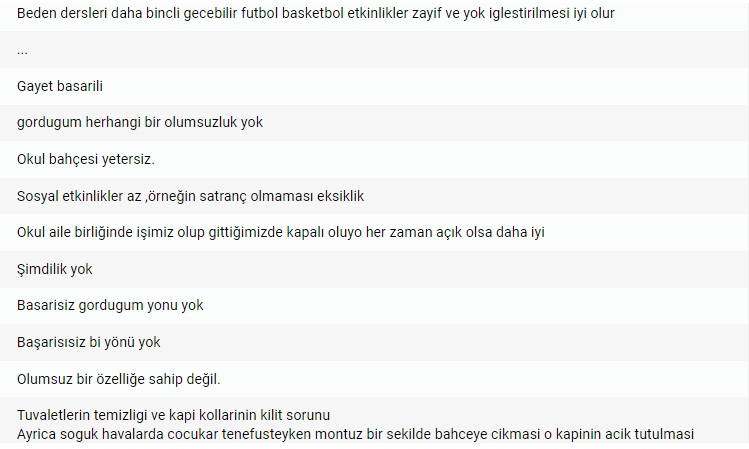 Beden dersleri daha bincli gecebilir futbol basketbol etkinlikler zayif ve yok iglestirilmesi iyi olur
...
Gayet basarili
gordugum herhangi bir olumsuzluk yok
Okul bahçesi yetersiz.
Sosyal etkinlikler az ,örneğin satranç olmaması eksiklik
Okul aile birliğinde işimiz olup gittiğimizde kapalı oluyo her zaman açık olsa daha iyi
Şimdilik yok
Basarisiz gordugum yonu yok
Başarisısiz bi yönü yok
Olumsuz bir özelliğe sahip değil.
Tuvaletlerin temizligi ve kapi kollarinin kilit sorunu
Ayrica soguk havalarda cocukar tenefusteyken montuz bir sekilde bahceye cikmasi o kapinin acik tutulmasi